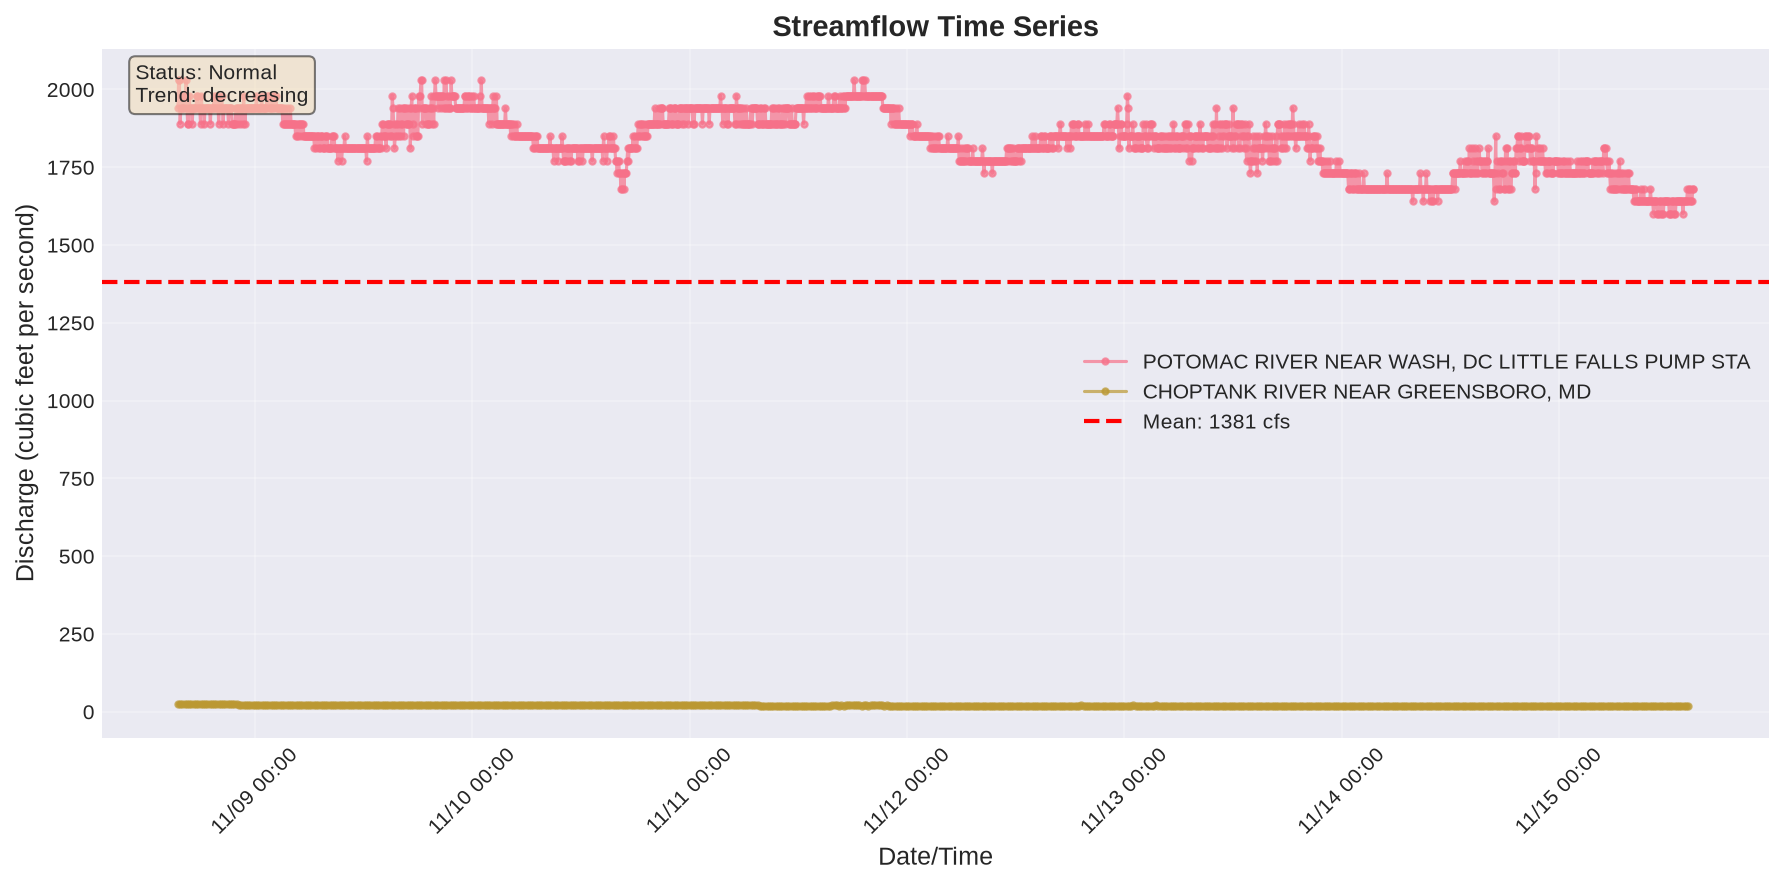 Streamflow Time Series
Status: Normal
Trend: decreasing
Discharge (cubic feet per second)
2000
1750
1500
1250
1000
750
500
250
0
POTOMAC RIVER NEAR WASH, DC LITTLE FALLS PUMP STA
CHOPTANK RIVER NEAR GREENSBORO, MD
Mean: 1381 cfs
11/09 00:00
11/10 00:00
11/11 00:00
11/12 00:00
11/13 00:00
11/14 00:00
11/15 00:00
Date/Time